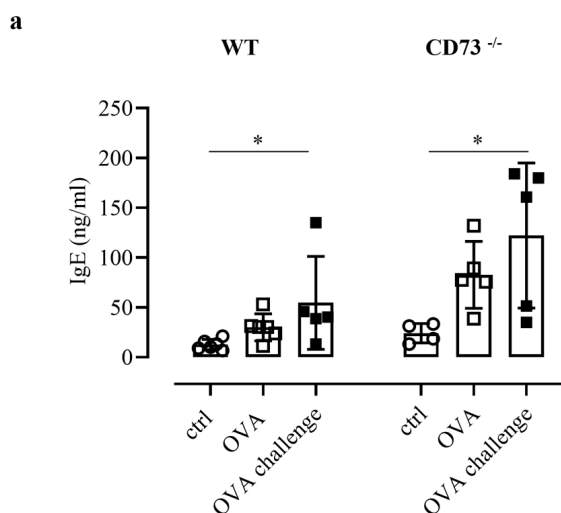 a
WT
CD73 -/-
IgE (ng/ml)
250
200
150
100
50
0
*
*
ctrl
OVA
OVA challenge
ctrl
OVA
OVA challenge